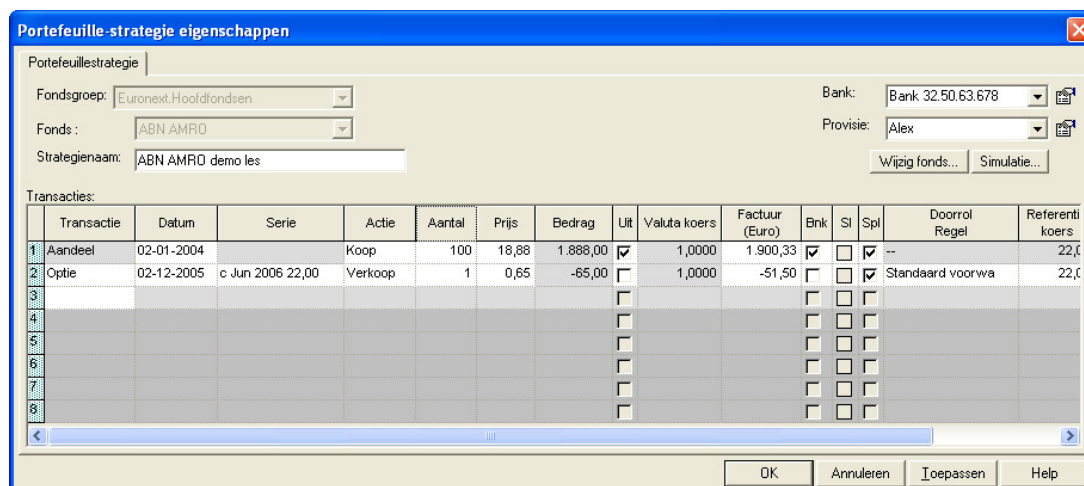 Portefeuille-strategie eigenschappen
Portefeuillestrategie
Fondsgroep: Euronext.Hoofdfondsen Bank: Bank 32.50.63.678
Fonds : ABN AMRO Provisie: Alex
Strategienaam: ABN AMRO demo les Wijzig fonds... Simulatie...
Transacties:
Transactie Datum Serie Actie Aantal Prijs Bedrag Uit Valuta koers Factuur (Euro) Bnk Sl Spl Doorrol Regel Referenti koers
1 Aandeel 02-01-2004 Koop 100 18,88 1.888,00 1,0000 1.900,33 -- 22,0
2 Optie 02-12-2005 c Jun 2006 22,00 Verkoop 1 0,65 -65,00 1,0000 -51,50 Standaard voorwa 22,0
3
4
5
6
7
8
OK Annuleren Toepassen Help